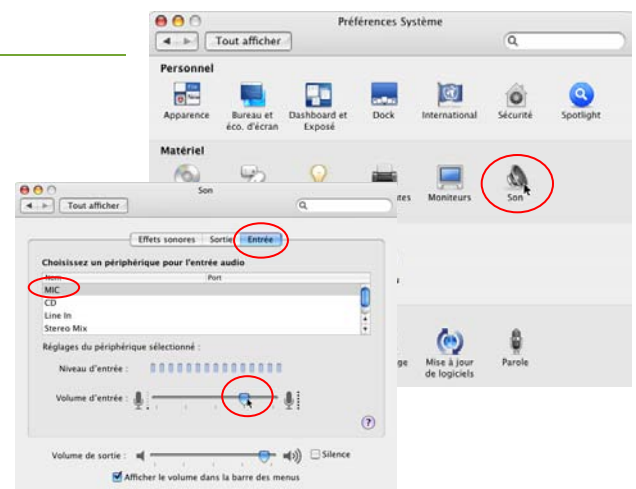 Préférences Système
Tout afficher
Personnel
Apparence
Bureau et
éco. d'écran
Dashboard et
Exposé
Dock
International
Sécurité
Spotlight
Matériel
Moniteurs
Son
Mise à jour
de logiciels
Parole
Son
Tout afficher
Effets sonores Sortie Entrée
Choisissez un périphérique pour l'entrée audio
Nom Port
MIC
CD
Line In
Stereo Mix
Réglages du périphérique sélectionné :
Niveau d'entrée :
Volume d'entrée :
?
Volume de sortie : Silence
Afficher le volume dans la barre des menus